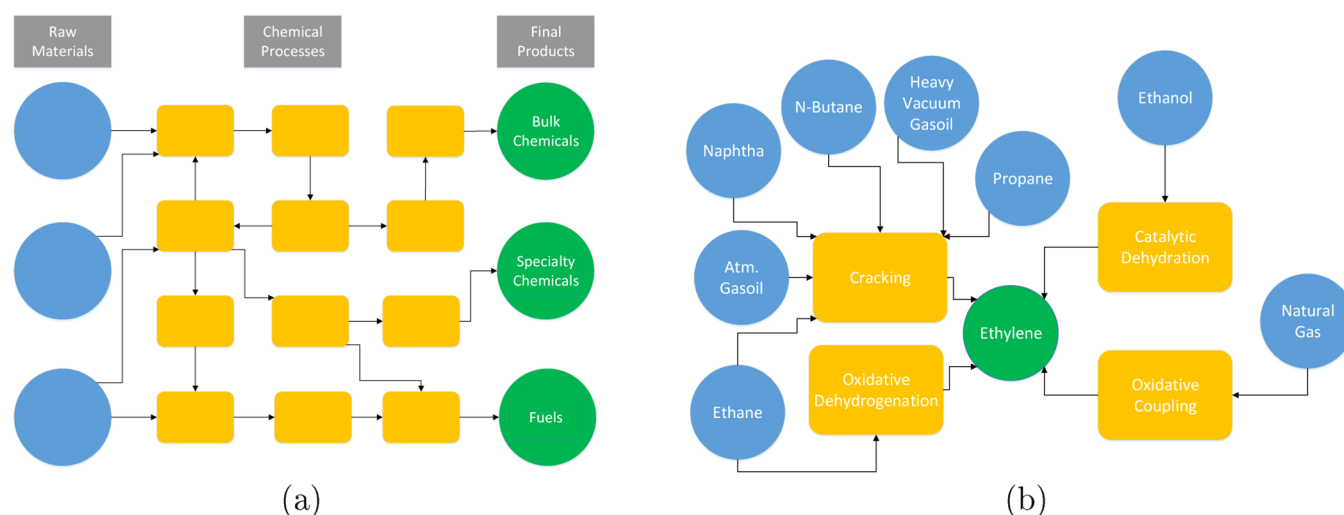 Raw
Materials
Chemical
Processes
Final
Products
Bulk
Chemicals
Specialty
Chemicals
Fuels
(a)
Heavy
Vacuum
Gasoil
N-Butane
Ethanol
Naphtha
Propane
Catalytic
Dehydration
Atm.
Gasoil
Cracking
Natural
Gas
Ethylene
Oxidative
Dehydrogenation
Oxidative
Coupling
Ethane
(b)